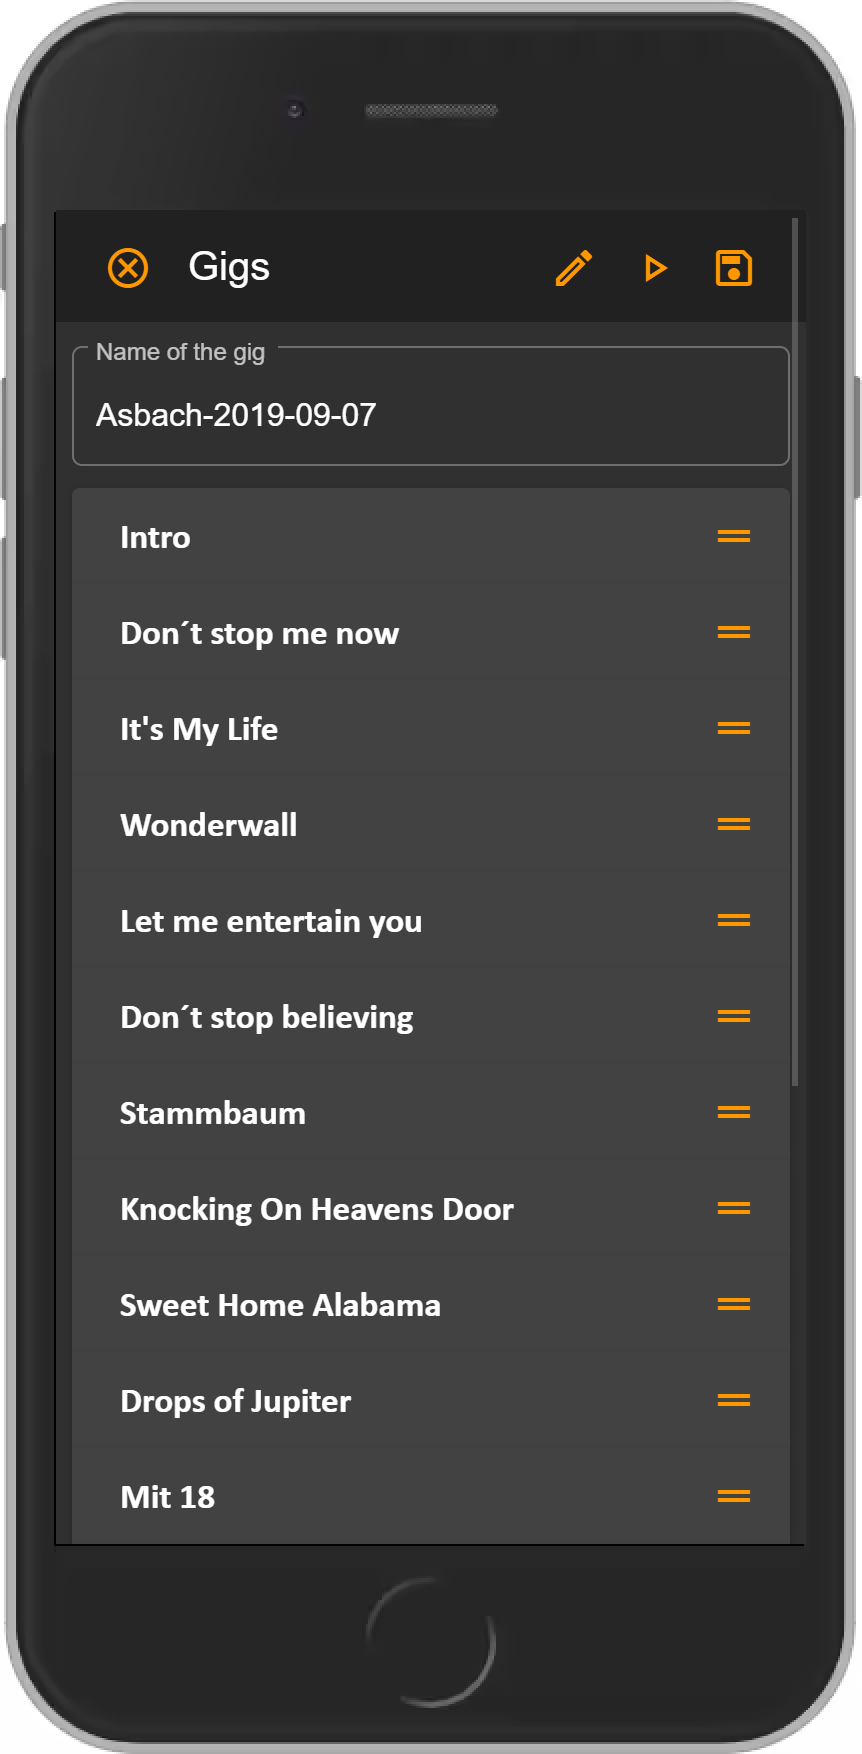 Gigs
Name of the gig
Asbach-2019-09-07
Intro
Don´t stop me now
It's My Life
Wonderwall
Let me entertain you
Don´t stop believing
Stammbaum
Knocking On Heavens Door
Sweet Home Alabama
Drops of Jupiter
Mit 18